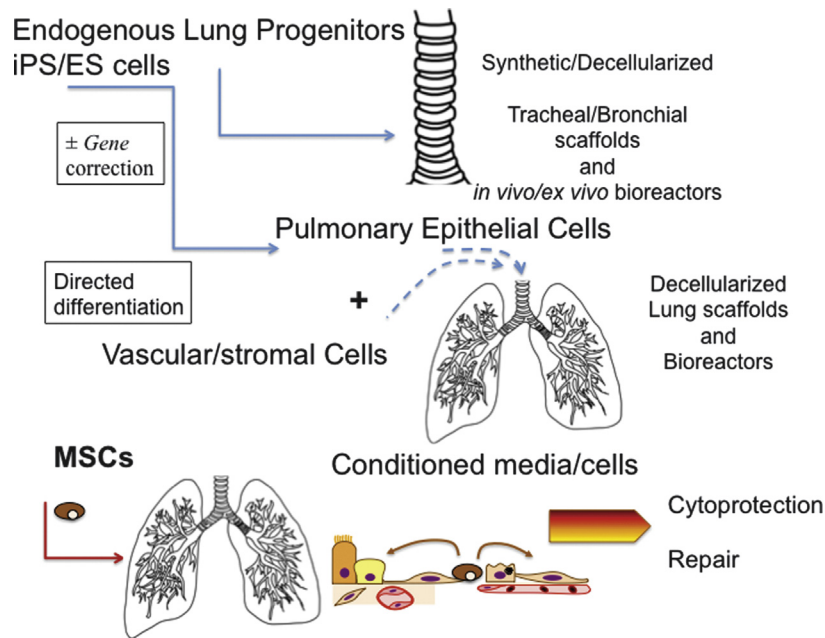 Endogenous Lung Progenitors
iPS/ES cells
± Gene
correction
Synthetic/Decellularized
Tracheal/Bronchial
scaffolds
and
in vivo/ex vivo bioreactors
Pulmonary Epithelial Cells
Directed
differentiation
+
Vascular/stromal Cells
Decellularized
Lung scaffolds
and
Bioreactors
MSCs
Conditioned media/cells
Cytoprotection
Repair